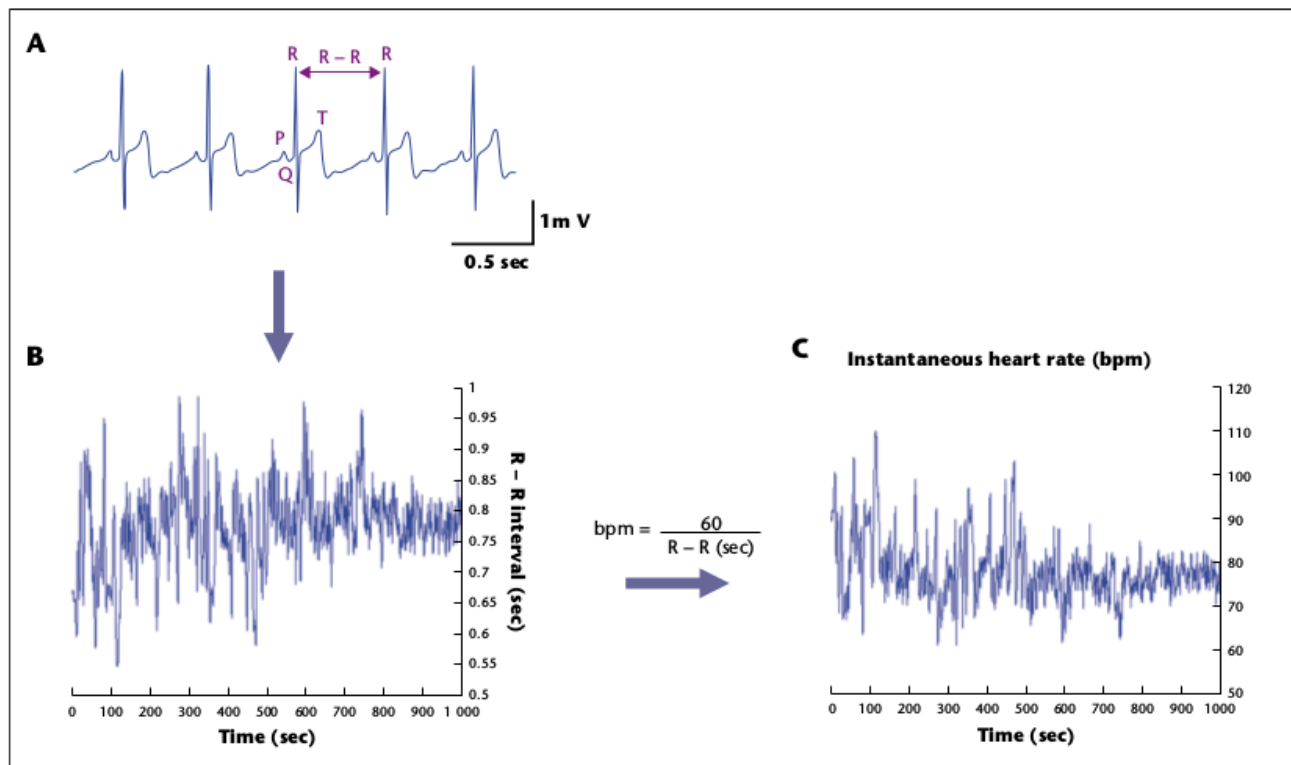 A
R R – R R
P T
Q
1m V
0.5 sec
B
1
0.95
0.9
0.85
0.8
0.75
0.7
0.65
0.6
0.55
0.5
R – R interval (sec)
0 100 200 300 400 500 600 700 800 900 1 000
Time (sec)
bpm = 60
R – R (sec)
C
Instantaneous heart rate (bpm)
120
110
100
90
80
70
60
50
0 100 200 300 400 500 600 700 800 900 1000
Time (sec)